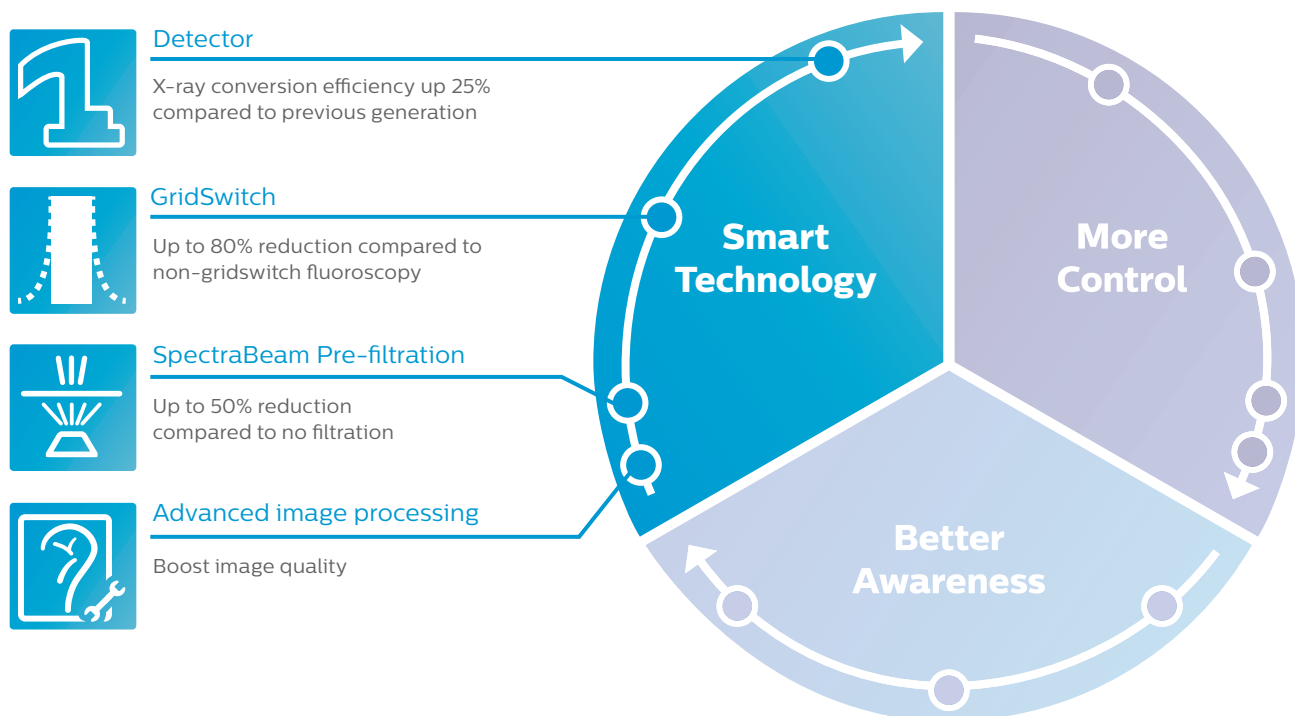 Detector
X-ray conversion efficiency up 25%
compared to previous generation
GridSwitch
Up to 80% reduction compared to
non-gridswitch fluoroscopy
SpectraBeam Pre-filtration
Up to 50% reduction
compared to no filtration
Advanced image processing
Boost image quality
Smart
Technology
More
Control
Better
Awareness